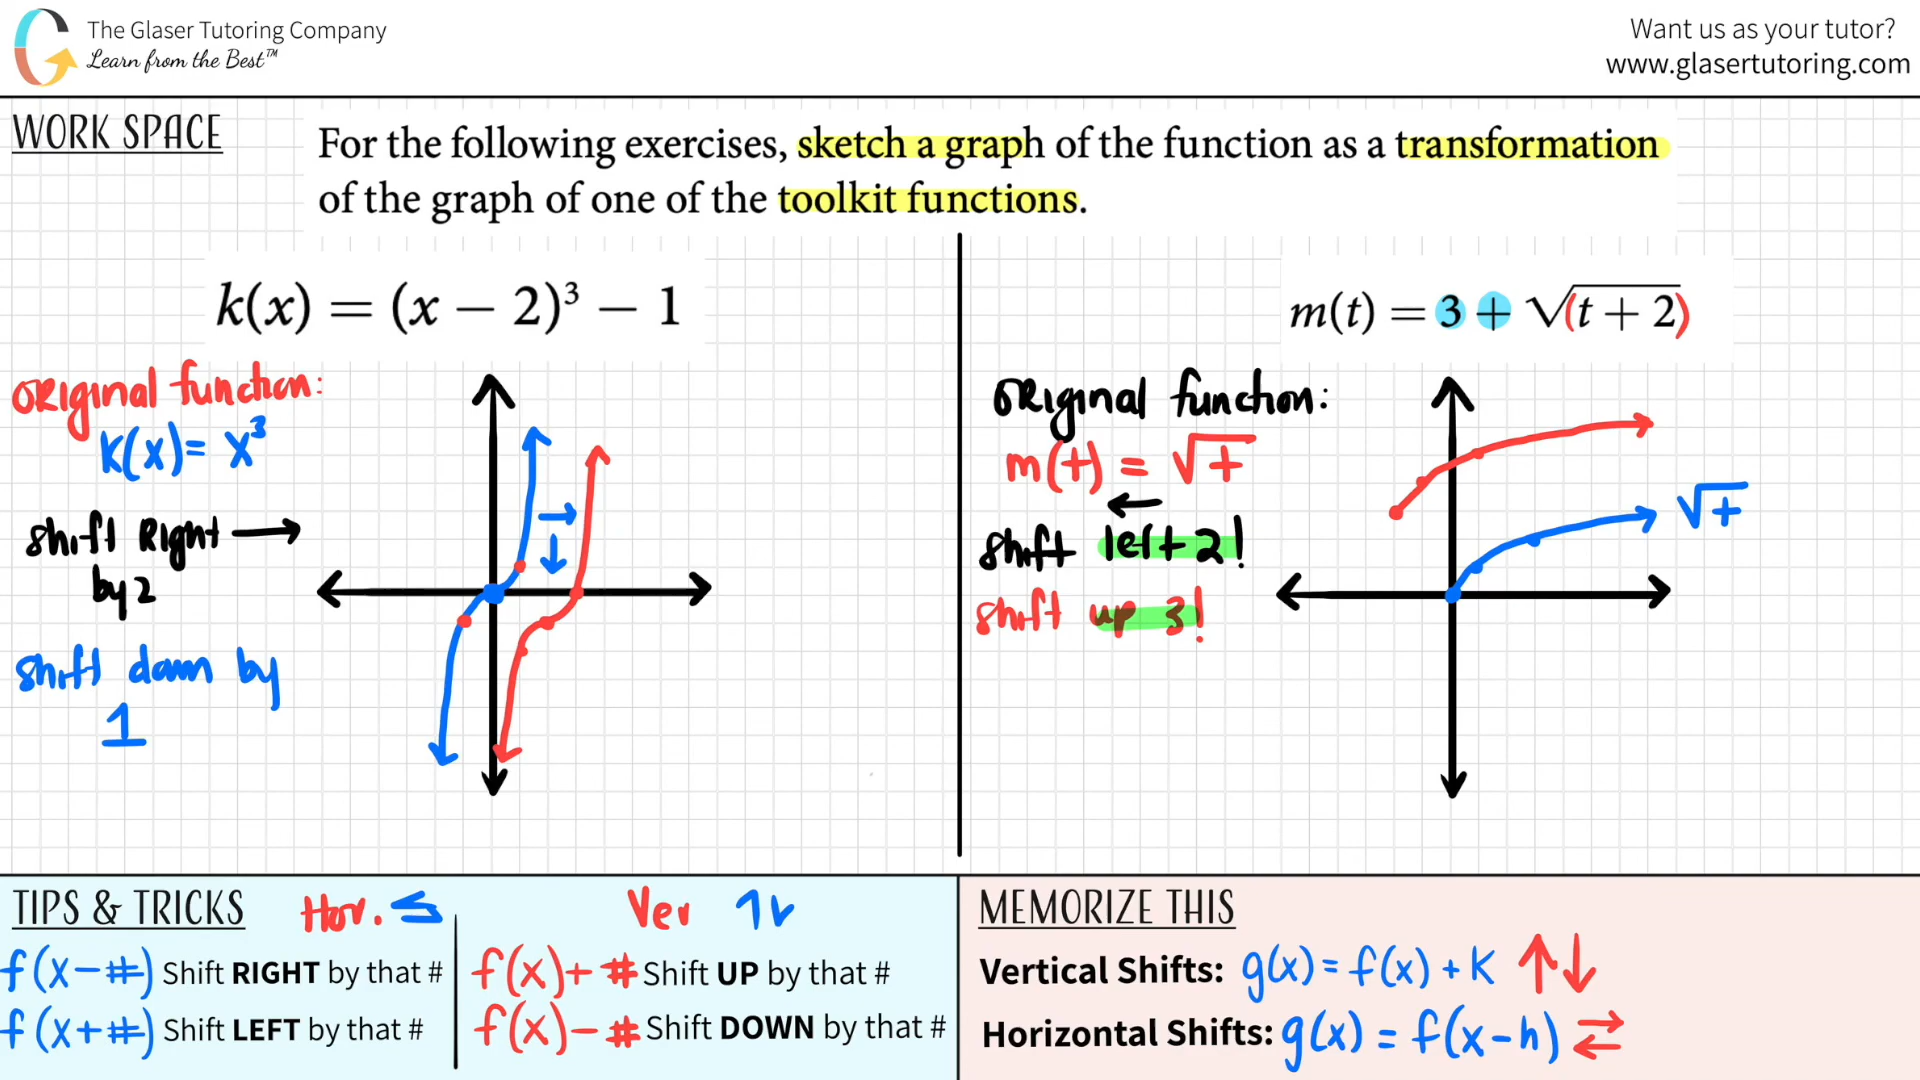 The Glaser Tutoring Company
Learn from the Best™
Want us as your tutor?
www.glasertutoring.com
WORK SPACE
For the following exercises, sketch a graph of the function as a transformation
of the graph of one of the toolkit functions.
k(x) = (x − 2)³ − 1
original function:
k(x) = x³
shift Right →
by 2
shift down by
1
m(t) = 3 + √(t + 2)
original function:
m(t) = √t
←
shift left 2!
shift up 3!
√t
TIPS & TRICKS Hor. ⇆ Ver ↑↓
f(x-#) Shift RIGHT by that #
f(x+#) Shift LEFT by that #
f(x)+ # Shift UP by that #
f(x)- # Shift DOWN by that #
MEMORIZE THIS
Vertical Shifts: g(x) = f(x) + K ↑↓
Horizontal Shifts: g(x) = f(x-h) ⇄